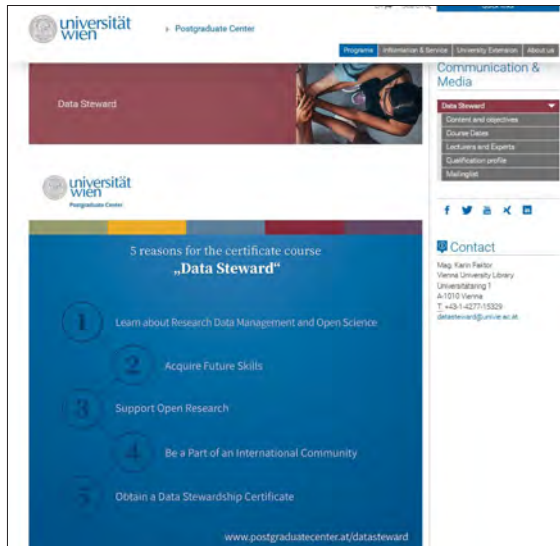 universität
wien
› Postgraduate Center
Programs
Information & Service
University Extension
About us
Data Steward
Communication &
Media
Data Steward
Content and objectives
Course Dates
Lecturers and Experts
Qualification profile
Mailinglist
universität
wien
Postgraduate Center
5 reasons for the certificate course
„Data Steward“
1 Learn about Research Data Management and Open Science
2 Acquire Future Skills
3 Support Open Research
4 Be a Part of an International Community
5 Obtain a Data Stewardship Certificate
www.postgraduatecenter.at/datasteward
Contact
Vienna University Library
Universitätsring 1
A-1010 Vienna
T: +43-1-4277-15329
datasteward@univie.ac.at